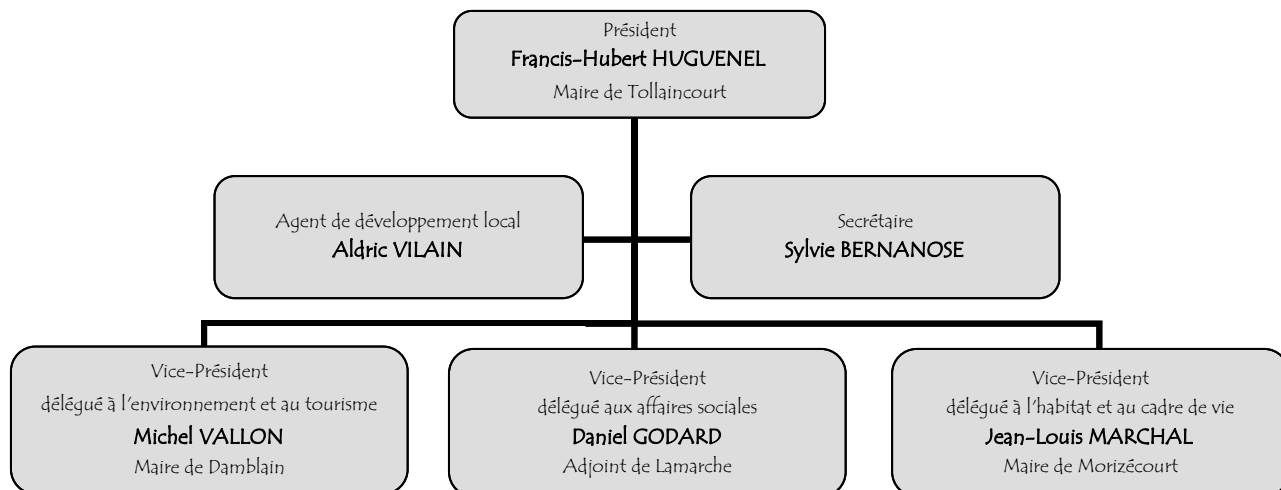 Président
Francis-Hubert HUGUENEL
Maire de Tollaincourt
Agent de développement local
Aldric VILAIN
Secrétaire
Sylvie BERNANOSE
Vice-Président
délégué à l'environnement et au tourisme
Michel VALLON
Maire de Damblain
Vice-Président
délégué aux affaires sociales
Daniel GODARD
Adjoint de Lamarche
Vice-Président
délégué à l'habitat et au cadre de vie
Jean-Louis MARCHAL
Maire de Morizécourt